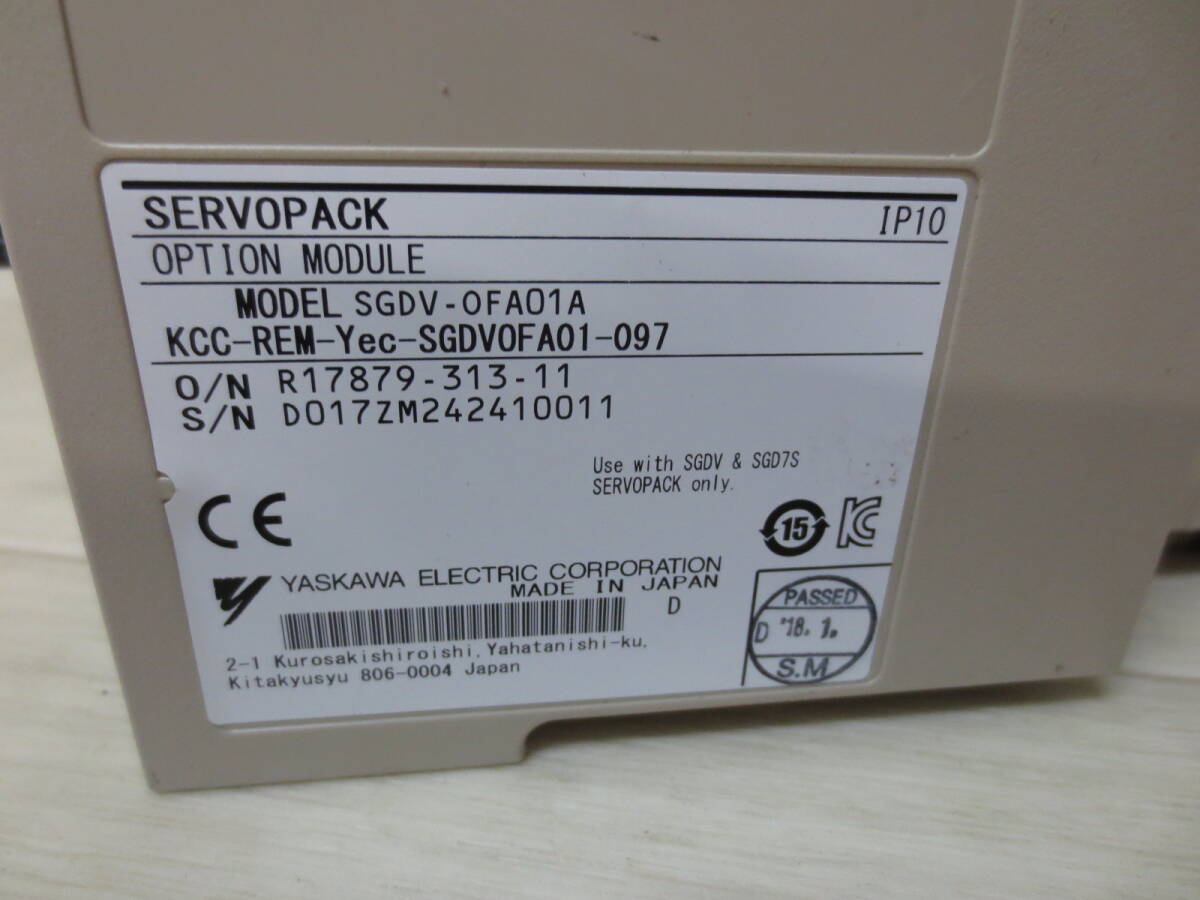 SERVOPACK IP10
OPTION MODULE
MODEL SGDV-OFA01A
KCC-REM-Yec-SGDVOFA01-097
O/N R17879-313-11
S/N D017ZM242410011
Use with SGDV & SGD7S
SERVOPACK only.
CE
15
KC
YASKAWA ELECTRIC CORPORATION
MADE IN JAPAN
D
2-1 Kurosakishiroishi, Yahatanishi-ku,
Kitakyusyu 806-0004 Japan
PASSED
D '18. 1.
S.M